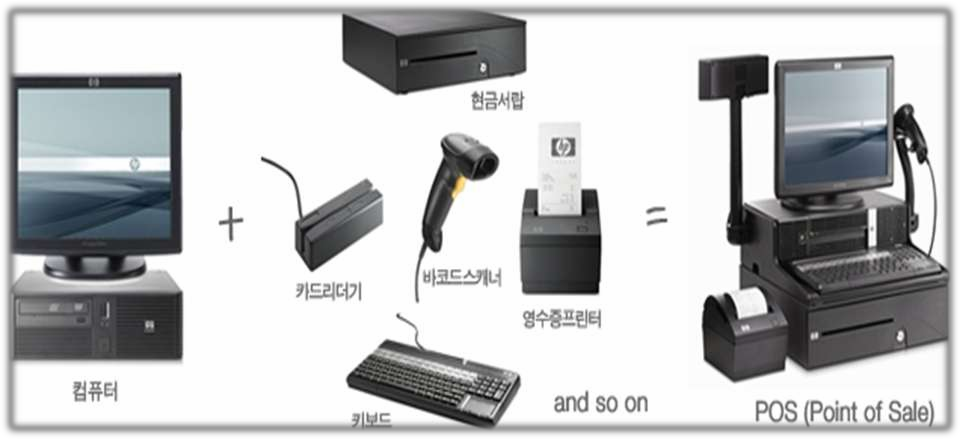 현금서랍
+
=
카드리더기
바코드스캐너
영수증프린터
컴퓨터
키보드
and so on
POS (Point of Sale)